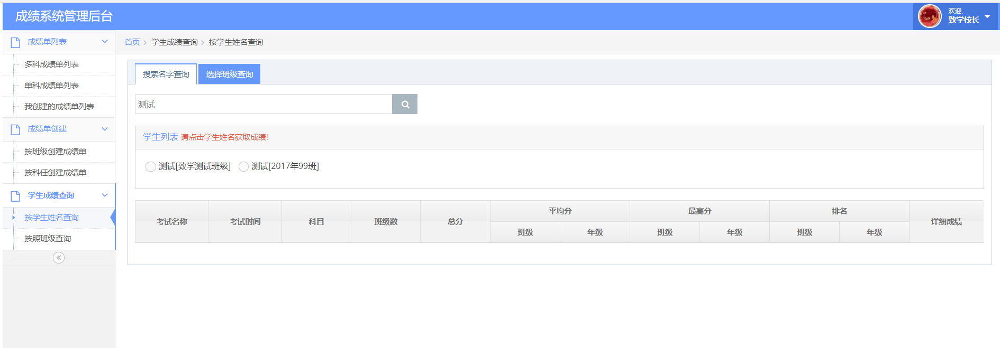 成绩系统管理后台
欢迎,
致学校长
成绩单列表
多科成绩单列表
单科成绩单列表
我创建的成绩单列表
成绩单创建
按班级创建成绩单
按科任创建成绩单
学生成绩查询
按学生姓名查询
按照班级查询
首页 > 学生成绩查询 > 按学生姓名查询
搜索名字查询 选择班级查询
测试
学生列表 请点击学生姓名获取成绩!
测试[致学测试班级] 测试[2017年99班]
考试名称 考试时间 科目 班级数 总分 平均分 最高分 排名 详细成绩
班级 年级 班级 年级 班级 年级